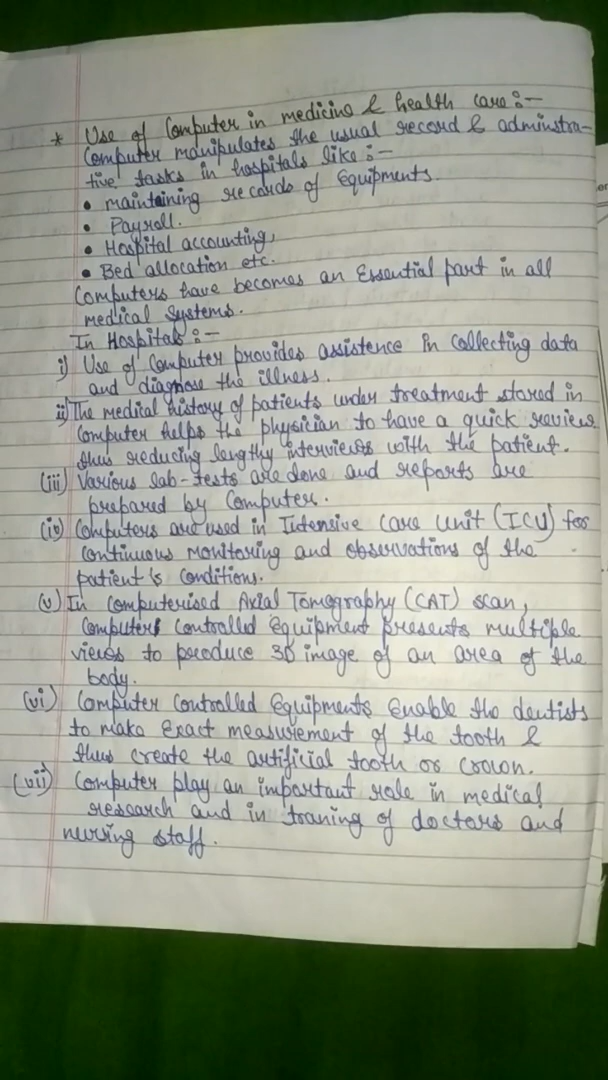 * Use of Computer in medicine & health care :-
Computer manipulates the usual record & adminstra-
tive tasks in hospitals like :-
• maintaining records of Equipments.
• Payroll.
• Hospital accounting,
• Bed allocation etc.
Computers have becomes an Essential part in all
medical Systems.
In Hospitals :-
i) Use of Computer provides assistence in collecting data
and diagnose the illness.
ii) The medical history of patients under treatment stored in
Computer helps the physician to have a quick review
thus reducing lengthy interviews with the patient.
(iii) Various lab-tests are done and reports are
prepared by Computer.
(iv) Computers are used in Intensive Care Unit (ICU) for
continuous monitoring and observations of the
patient's conditions.
(v) In Computerised Axial Tomography (CAT) scan,
Computer controlled equipment presents multiple
views to produce 3D image of an area of the
body.
(vi) Computer Controlled Equipments Enable the dentists
to make Exact measurement of the tooth &
thus create the artificial tooth or crown.
(vii) Computer play an important role in medical
research and in traning of doctors and
nursing staff.